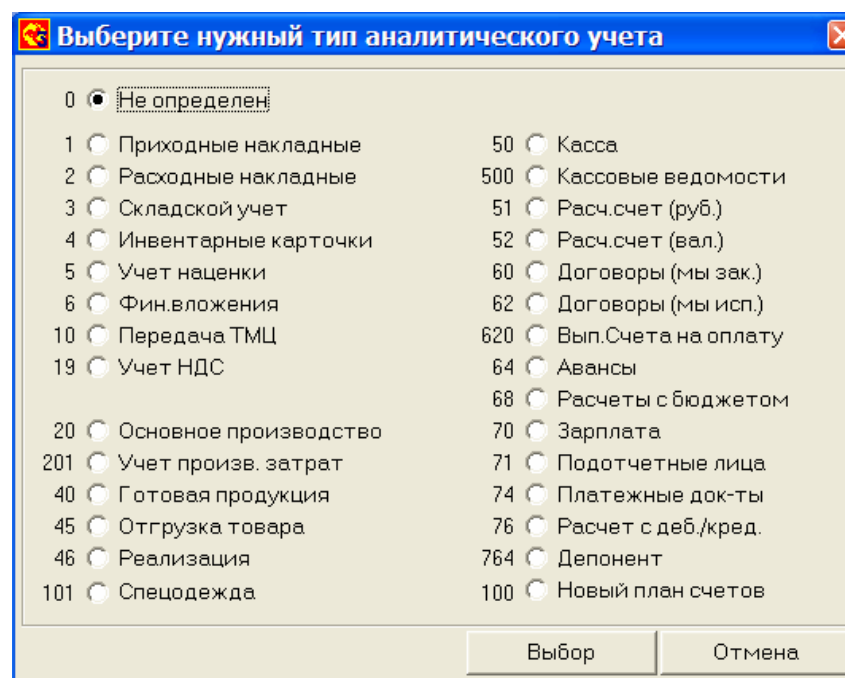 Выберите нужный тип аналитического учета
0 Не определен
1 Приходные накладные
2 Расходные накладные
3 Складской учет
4 Инвентарные карточки
5 Учет наценки
6 Фин.вложения
10 Передача ТМЦ
19 Учет НДС
20 Основное производство
201 Учет произв. затрат
40 Готовая продукция
45 Отгрузка товара
46 Реализация
101 Спецодежда
50 Касса
500 Кассовые ведомости
51 Расч.счет (руб.)
52 Расч.счет (вал.)
60 Договоры (мы зак.)
62 Договоры (мы исп.)
620 Вып.Счета на оплату
64 Авансы
68 Расчеты с бюджетом
70 Зарплата
71 Подотчетные лица
74 Платежные док-ты
76 Расчет с деб./кред.
764 Депонент
100 Новый план счетов
Выбор Отмена